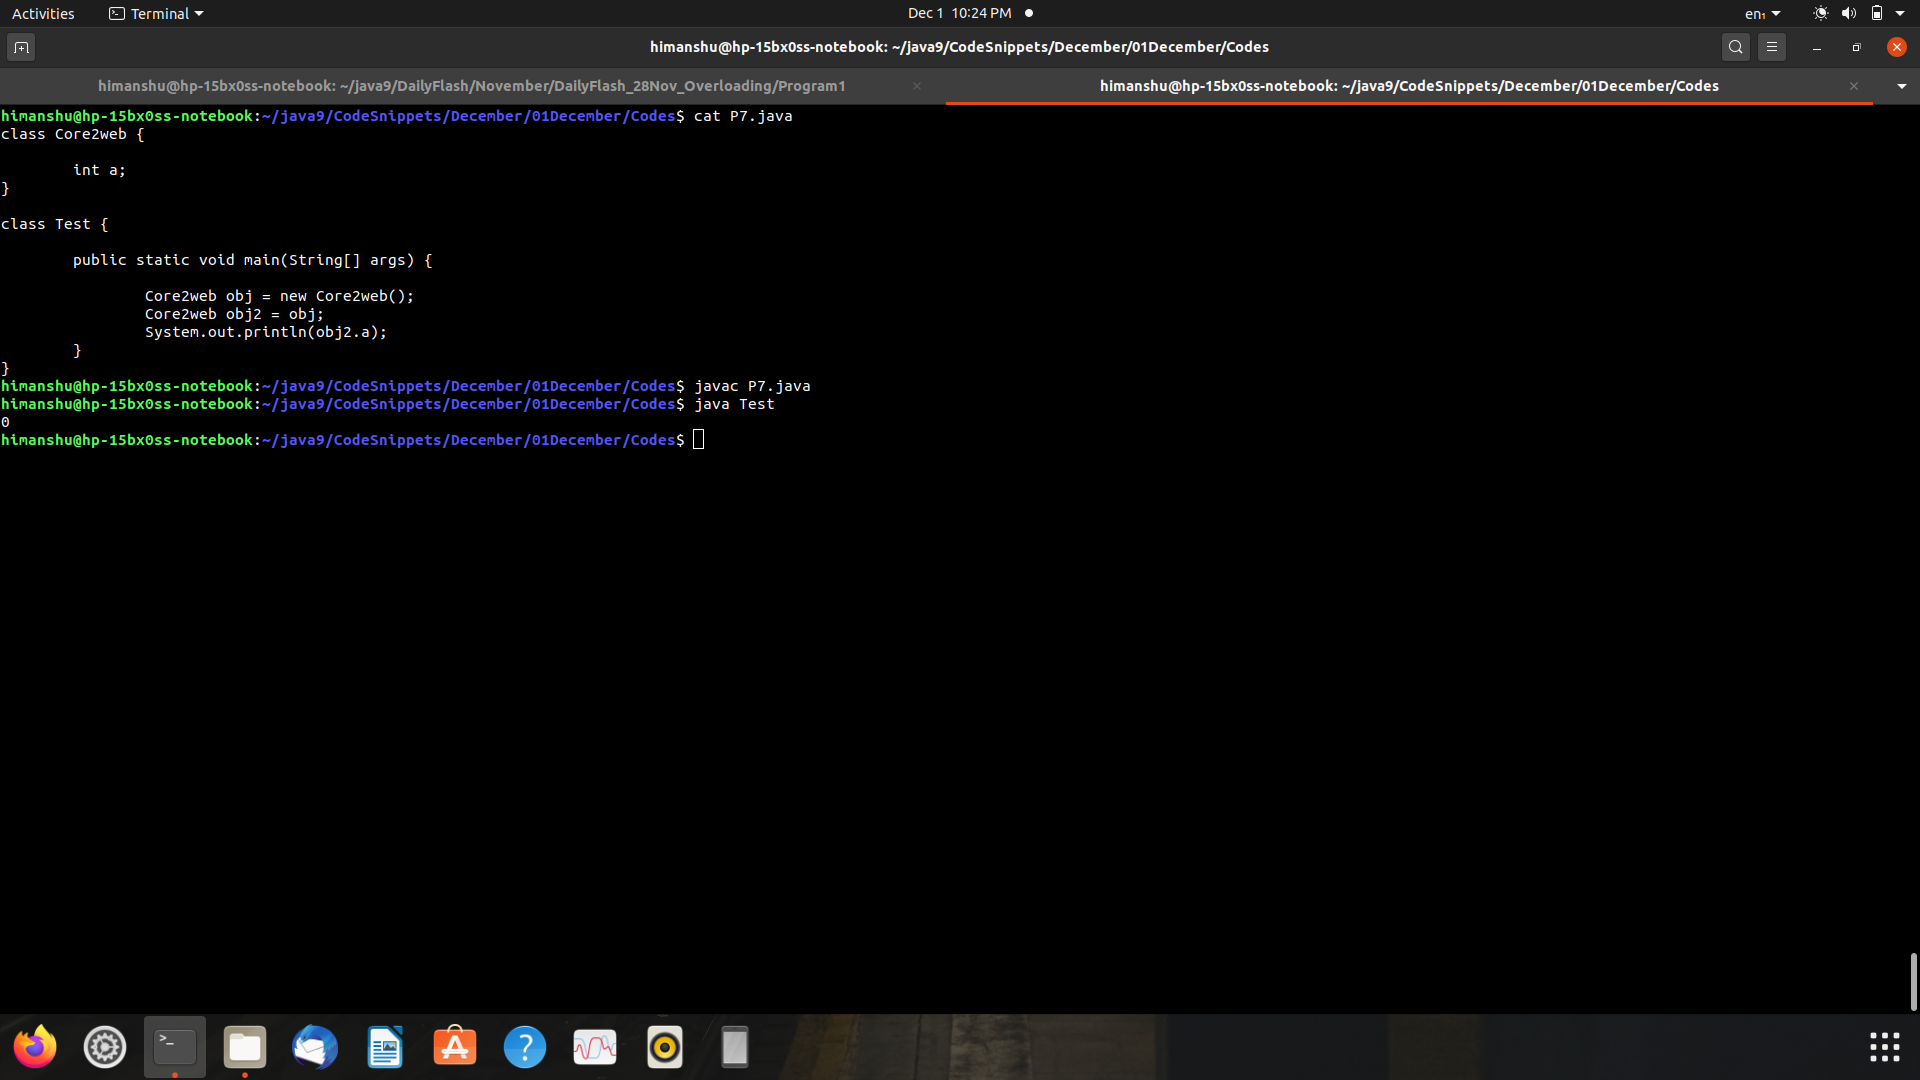 Activities Terminal Dec 1 10:24 PM en₁
himanshu@hp-15bx0ss-notebook: ~/java9/CodeSnippets/December/01December/Codes
himanshu@hp-15bx0ss-notebook: ~/java9/DailyFlash/November/DailyFlash_28Nov_Overloading/Program1 himanshu@hp-15bx0ss-notebook: ~/java9/CodeSnippets/December/01December/Codes
himanshu@hp-15bx0ss-notebook:~/java9/CodeSnippets/December/01December/Codes$ cat P7.java
class Core2web {
int a;
}
class Test {
public static void main(String[] args) {
Core2web obj = new Core2web();
Core2web obj2 = obj;
System.out.println(obj2.a);
}
}
himanshu@hp-15bx0ss-notebook:~/java9/CodeSnippets/December/01December/Codes$ javac P7.java
himanshu@hp-15bx0ss-notebook:~/java9/CodeSnippets/December/01December/Codes$ java Test
0
himanshu@hp-15bx0ss-notebook:~/java9/CodeSnippets/December/01December/Codes$